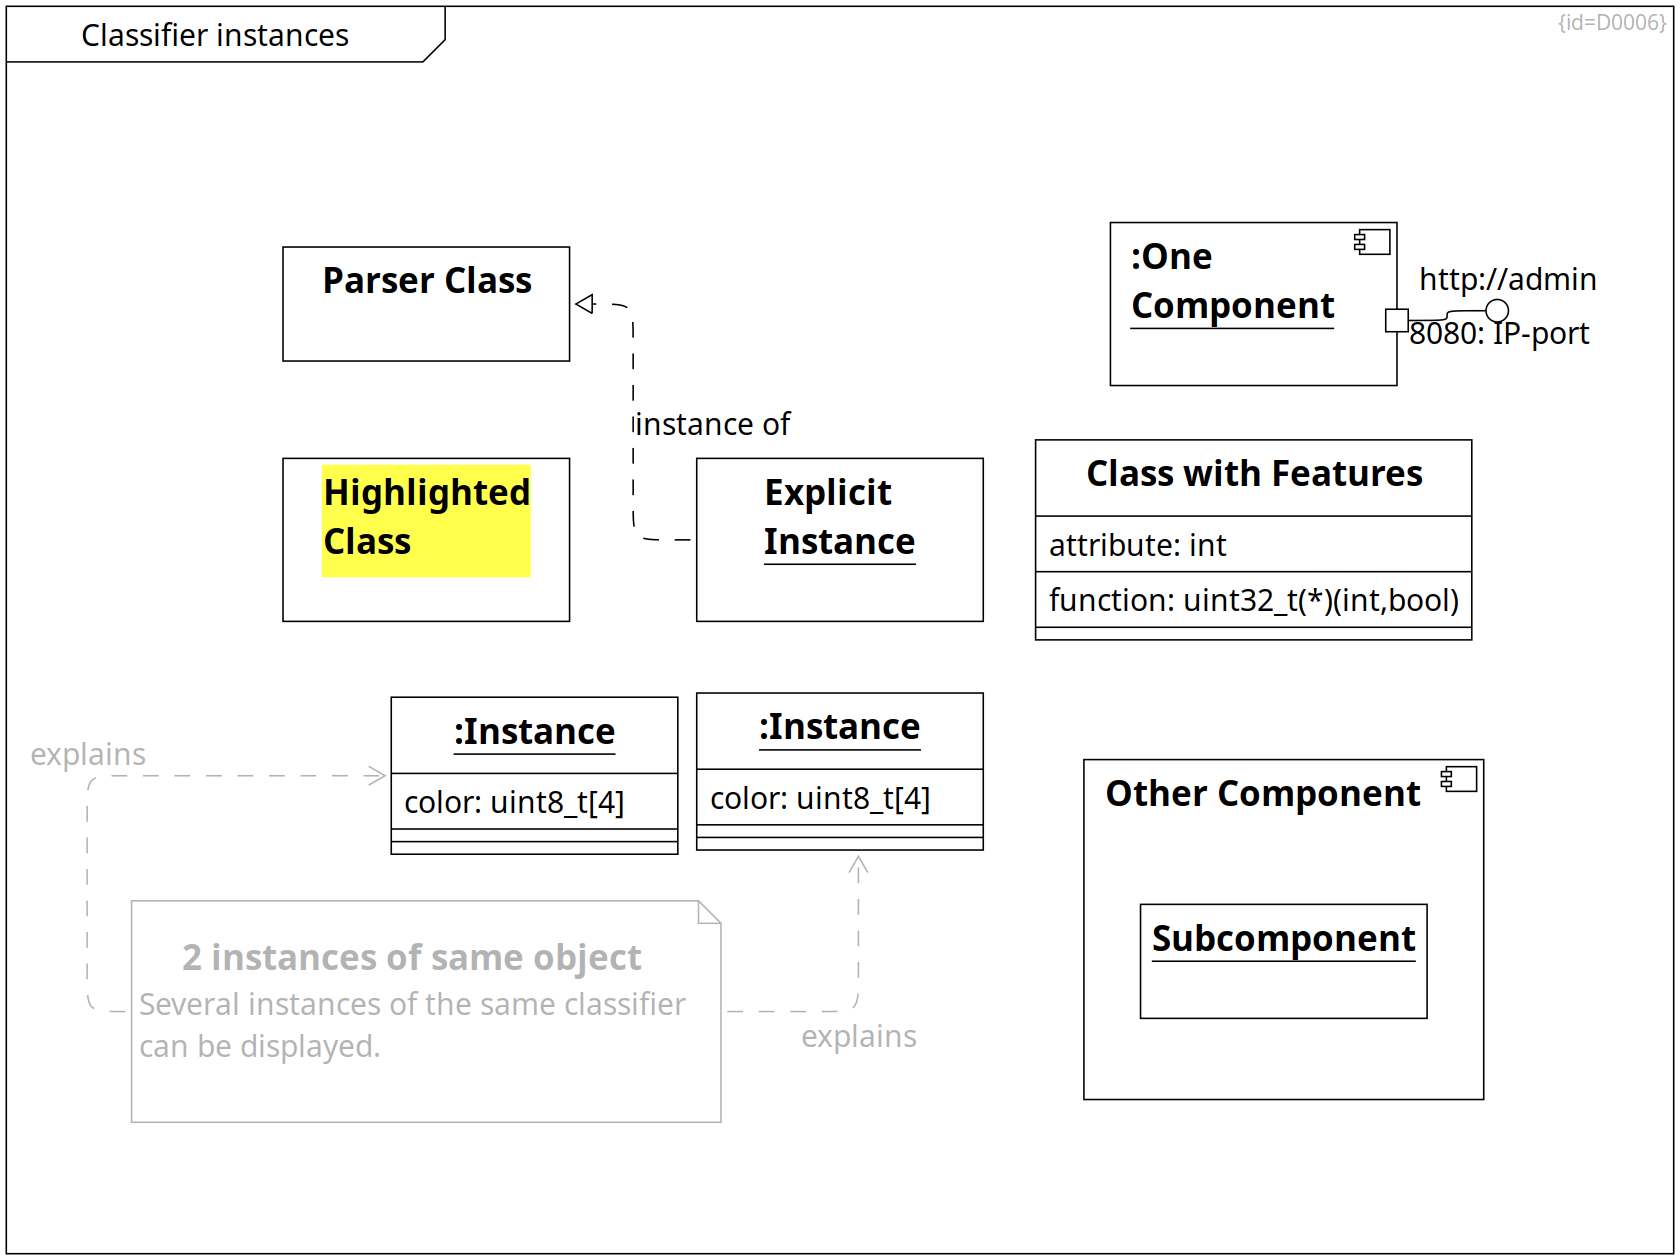 Classifier instances
{id=D0006}
Parser Class
:One
Component
http://admin
8080: IP-port
instance of
Highlighted
Class
Explicit
Instance
Class with Features
attribute: int
function: uint32_t(*)(int,bool)
:Instance
color: uint8_t[4]
:Instance
color: uint8_t[4]
explains
Other Component
Subcomponent
2 instances of same object
Several instances of the same classifier
can be displayed.
explains